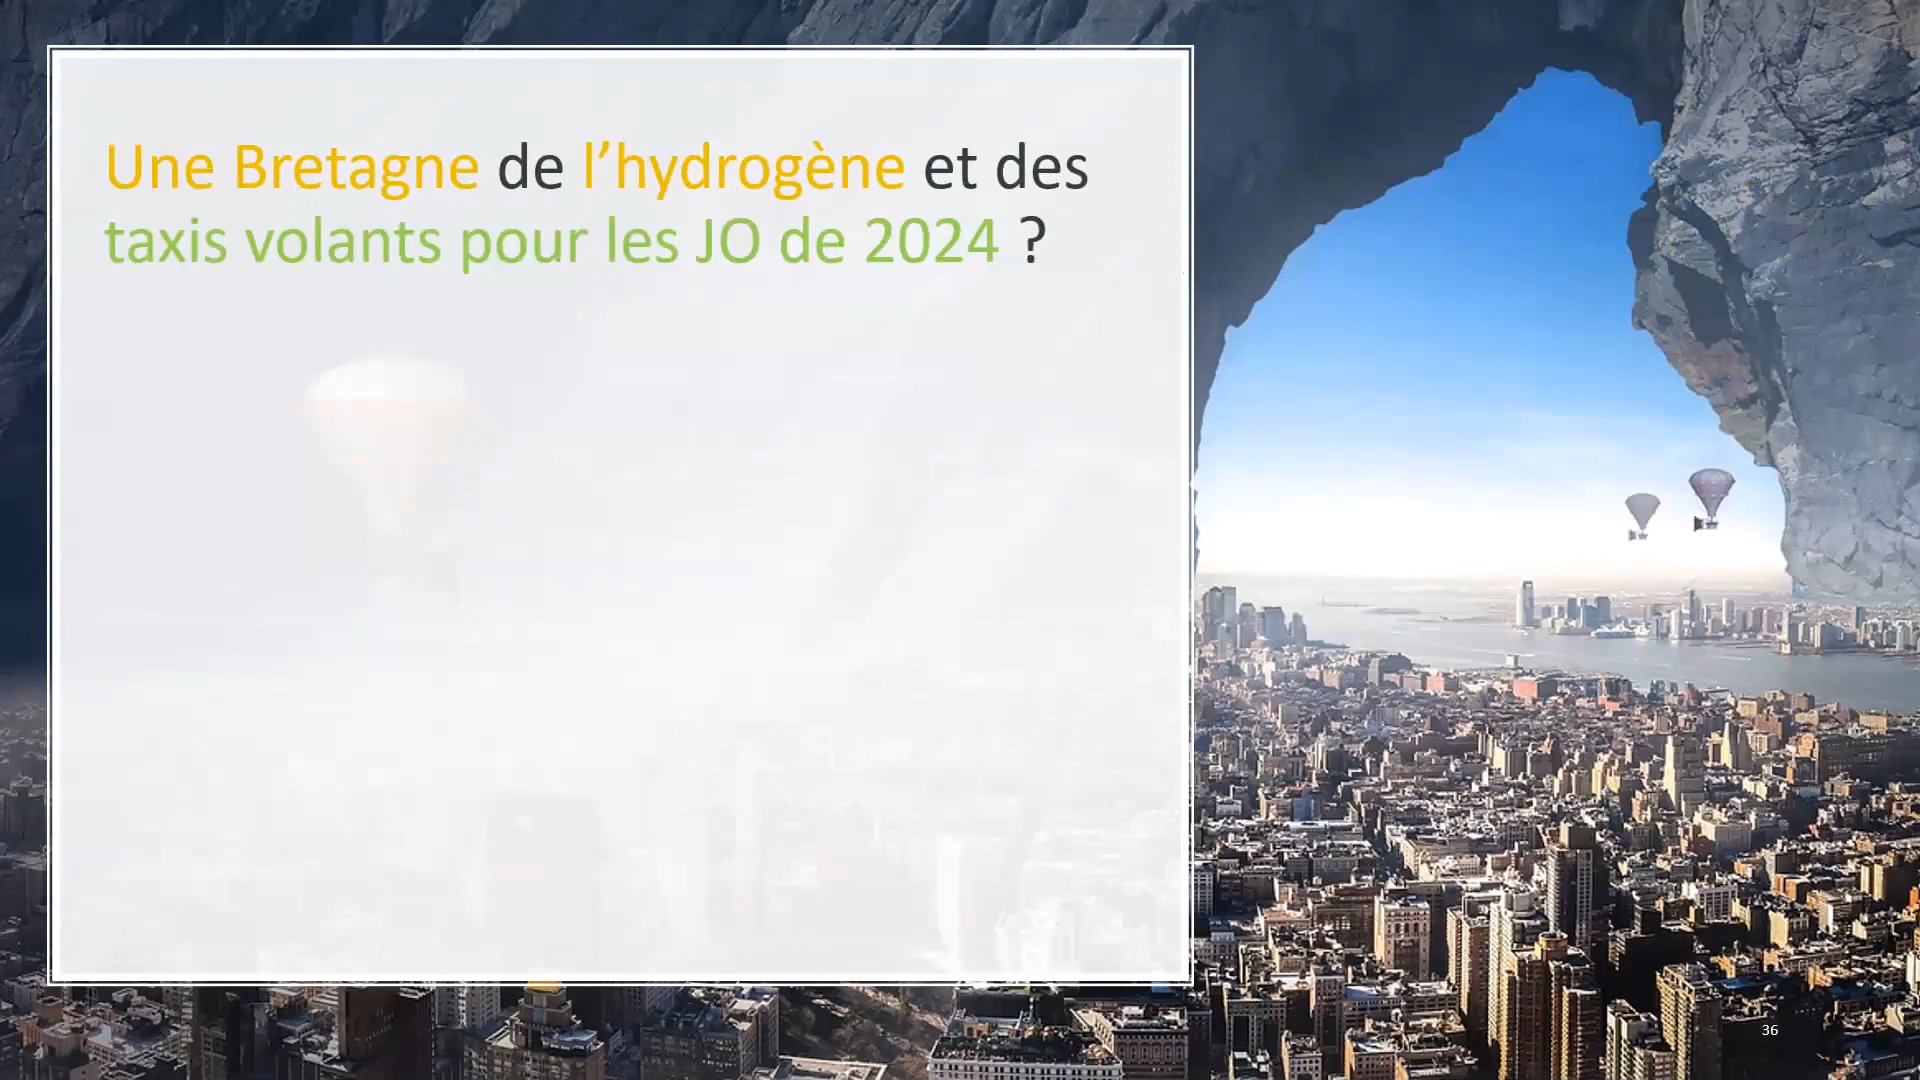 Une Bretagne de l’hydrogène et des
taxis volants pour les JO de 2024 ?
36